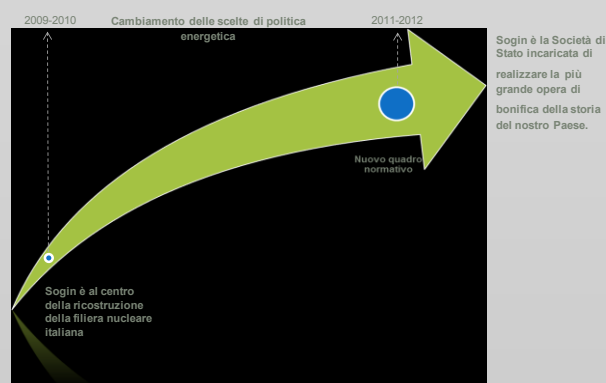 2009-2010
Cambiamento delle scelte di politica
energetica
2011-2012
Sogin è la Società di
Stato incaricata di
realizzare la più
grande opera di
bonifica della storia
del nostro Paese.
Nuovo quadro
normativo
Sogin è al centro
della ricostruzione
della filiera nucleare
italiana